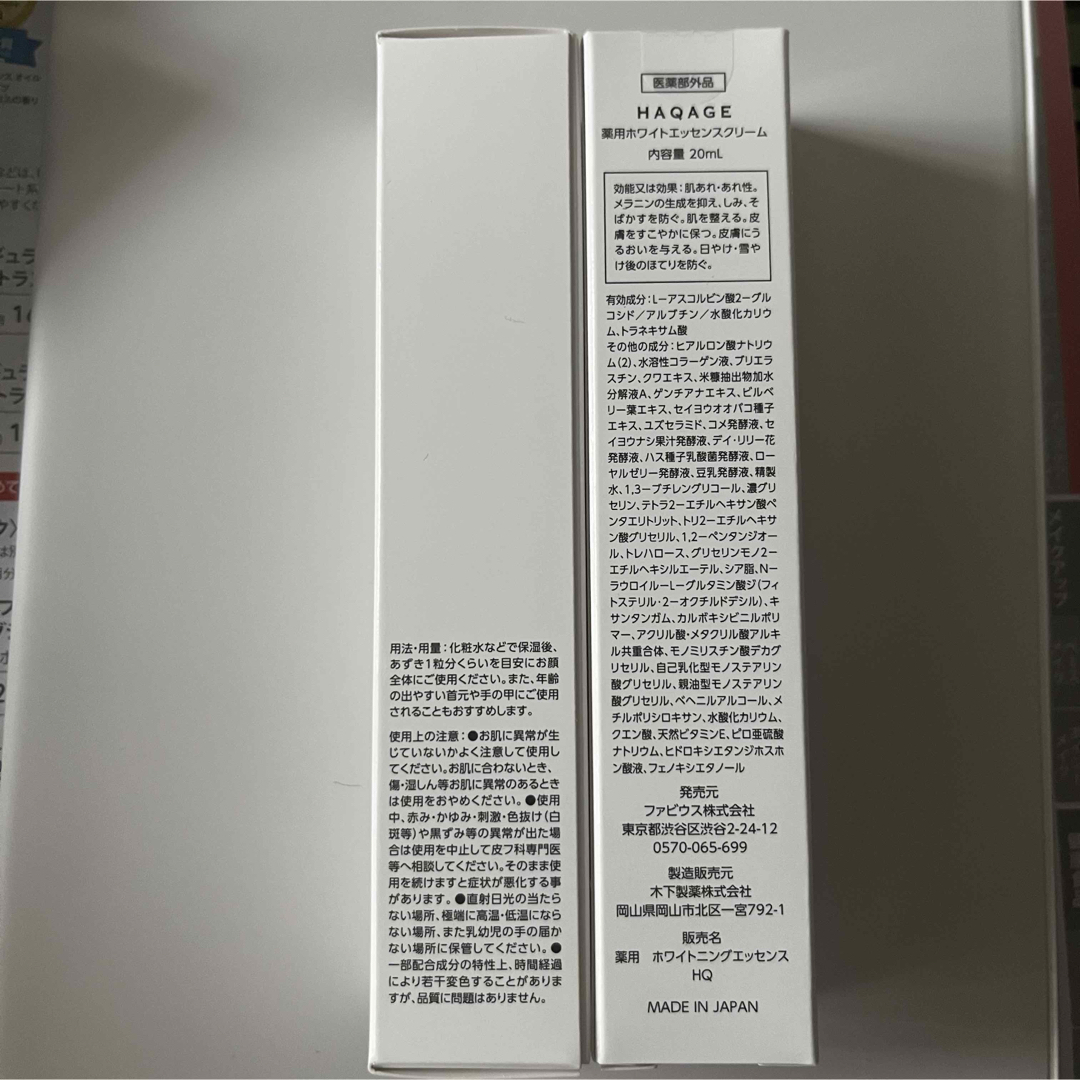 用法・用量：化粧水などで保湿後、
あずき1粒分くらいを目安にお顔
全体にご使用ください。また、年齢
の出やすい首元や手の甲にご使用
されることもおすすめします。
使用上の注意：●お肌に異常が生
じていないかよく注意して使用し
てください。お肌に合わないとき、
傷・湿しん等お肌に異常のあるとき
は使用をおやめください。●使用
中、赤み・かゆみ・刺激・色抜け(白
斑等)や黒ずみ等の異常が出た場
合は使用を中止して皮フ科専門医
等へ相談してください。そのまま使
用を続けますと症状が悪化する事
があります。●直射日光の当たら
ない場所、極端に高温・低温になら
ない場所、また乳幼児の手の届か
ない場所に保管してください。●
一部配合成分の特性上、時間経過
により若干変色することがありま
すが、品質に問題はありません。
医薬部外品
HAQAGE
薬用ホワイトエッセンスクリーム
内容量 20mL
効能又は効果：肌あれ・あれ性。
メラニンの生成を抑え、しみ、そ
ばかすを防ぐ。肌を整える。皮
膚をすこやかに保つ。皮膚にう
るおいを与える。日やけ・雪や
け後のほてりを防ぐ。
有効成分：L－アスコルビン酸2－グル
コシド／アルブチン／水酸化カリウ
ム、トラネキサム酸
その他の成分：ヒアルロン酸ナトリウ
ム(2)、水溶性コラーゲン液、プリエラ
スチン、クワエキス、米糠抽出物加水
分解液A、ゲンチアナエキス、ビルベ
リー葉エキス、セイヨウオオバコ種子
エキス、ユズセラミド、コメ発酵液、セ
イヨウナシ果汁発酵液、デイ・リリー花
発酵液、ハス種子乳酸菌発酵液、ロー
ヤルゼリー発酵液、豆乳発酵液、精製
水、1,3－ブチレングリコール、濃グリ
セリン、テトラ2－エチルヘキサン酸ペ
ンタエリトリット、トリ2－エチルヘキサ
ン酸グリセリル、1,2－ペンタンジオー
ル、トレハロース、グリセリンモノ2－
エチルヘキシルエーテル、シア脂、N－
ラウロイル－L－グルタミン酸ジ(フィ
トステリル・2－オクチルドデシル)、キ
サンタンガム、カルボキシビニルポリ
マー、アクリル酸・メタクリル酸アルキ
ル共重合体、モノミリスチン酸デカグ
リセリル、自己乳化型モノステアリン
酸グリセリル、親油型モノステアリン
酸グリセリル、ベヘニルアルコール、メ
チルポリシロキサン、水酸化カリウム、
クエン酸、天然ビタミンE、ピロ亜硫酸
ナトリウム、ヒドロキシエタンジホスホ
ン酸液、フェノキシエタノール
発売元
ファビウス株式会社
東京都渋谷区渋谷2-24-12
0570-065-699
製造販売元
木下製薬株式会社
岡山県岡山市北区一宮792-1
販売名
薬用 ホワイトニングエッセンス
HQ
MADE IN JAPAN
メイクアップ